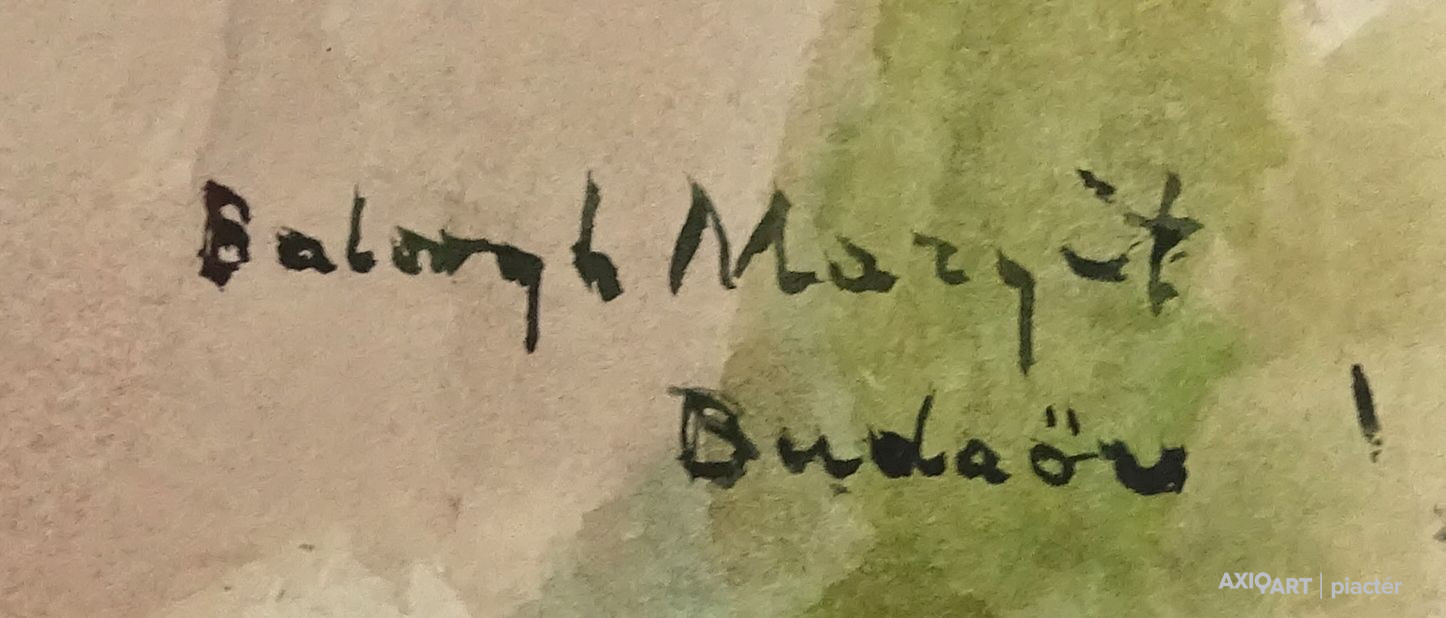 Balogh Margit
Budaörs !
AXIOART | piactér